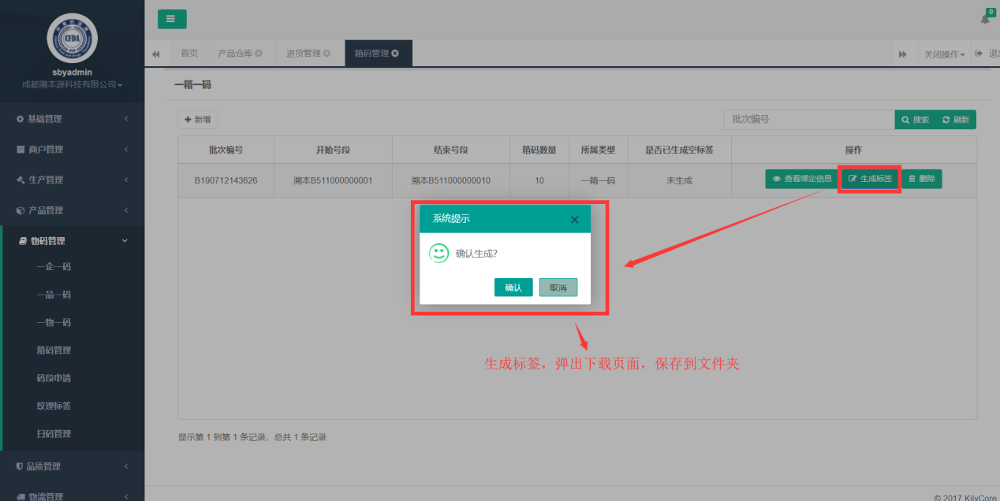 0
CFDA
sbyadmin
成都溯本源科技有限公司
首页
产品仓库
进货管理
箱码管理
关闭操作
一箱一码
新增
批次编号
搜索
刷新
批次编号 开始号段 结束号段 箱码数量 所属类型 是否已生成空标签 操作
B190712143626 溯本B511000000001 溯本B511000000010 10 一箱一码 未生成 查看绑定信息 生成标签 删除
基础管理
商户管理
生产管理
产品管理
物码管理
一企一码
一品一码
一物一码
箱码管理
码段申请
纹理标签
扫码管理
品质管理
物流管理
系统提示
确认生成?
确认
取消
生成标签，弹出下载页面，保存到文件夹
显示第 1 到第 1 条记录，总共 1 条记录
© 2017 KilyCore